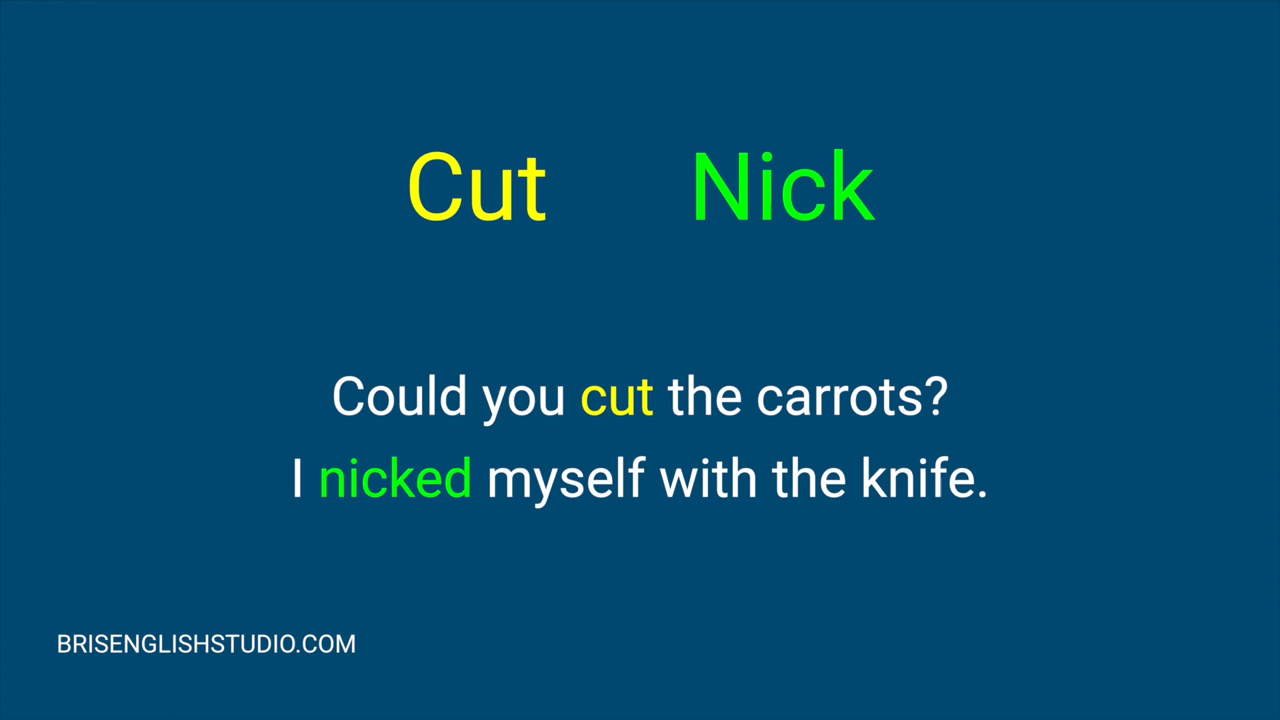 Cut Nick
Could you cut the carrots?
I nicked myself with the knife.
BRISENGLISHSTUDIO.COM